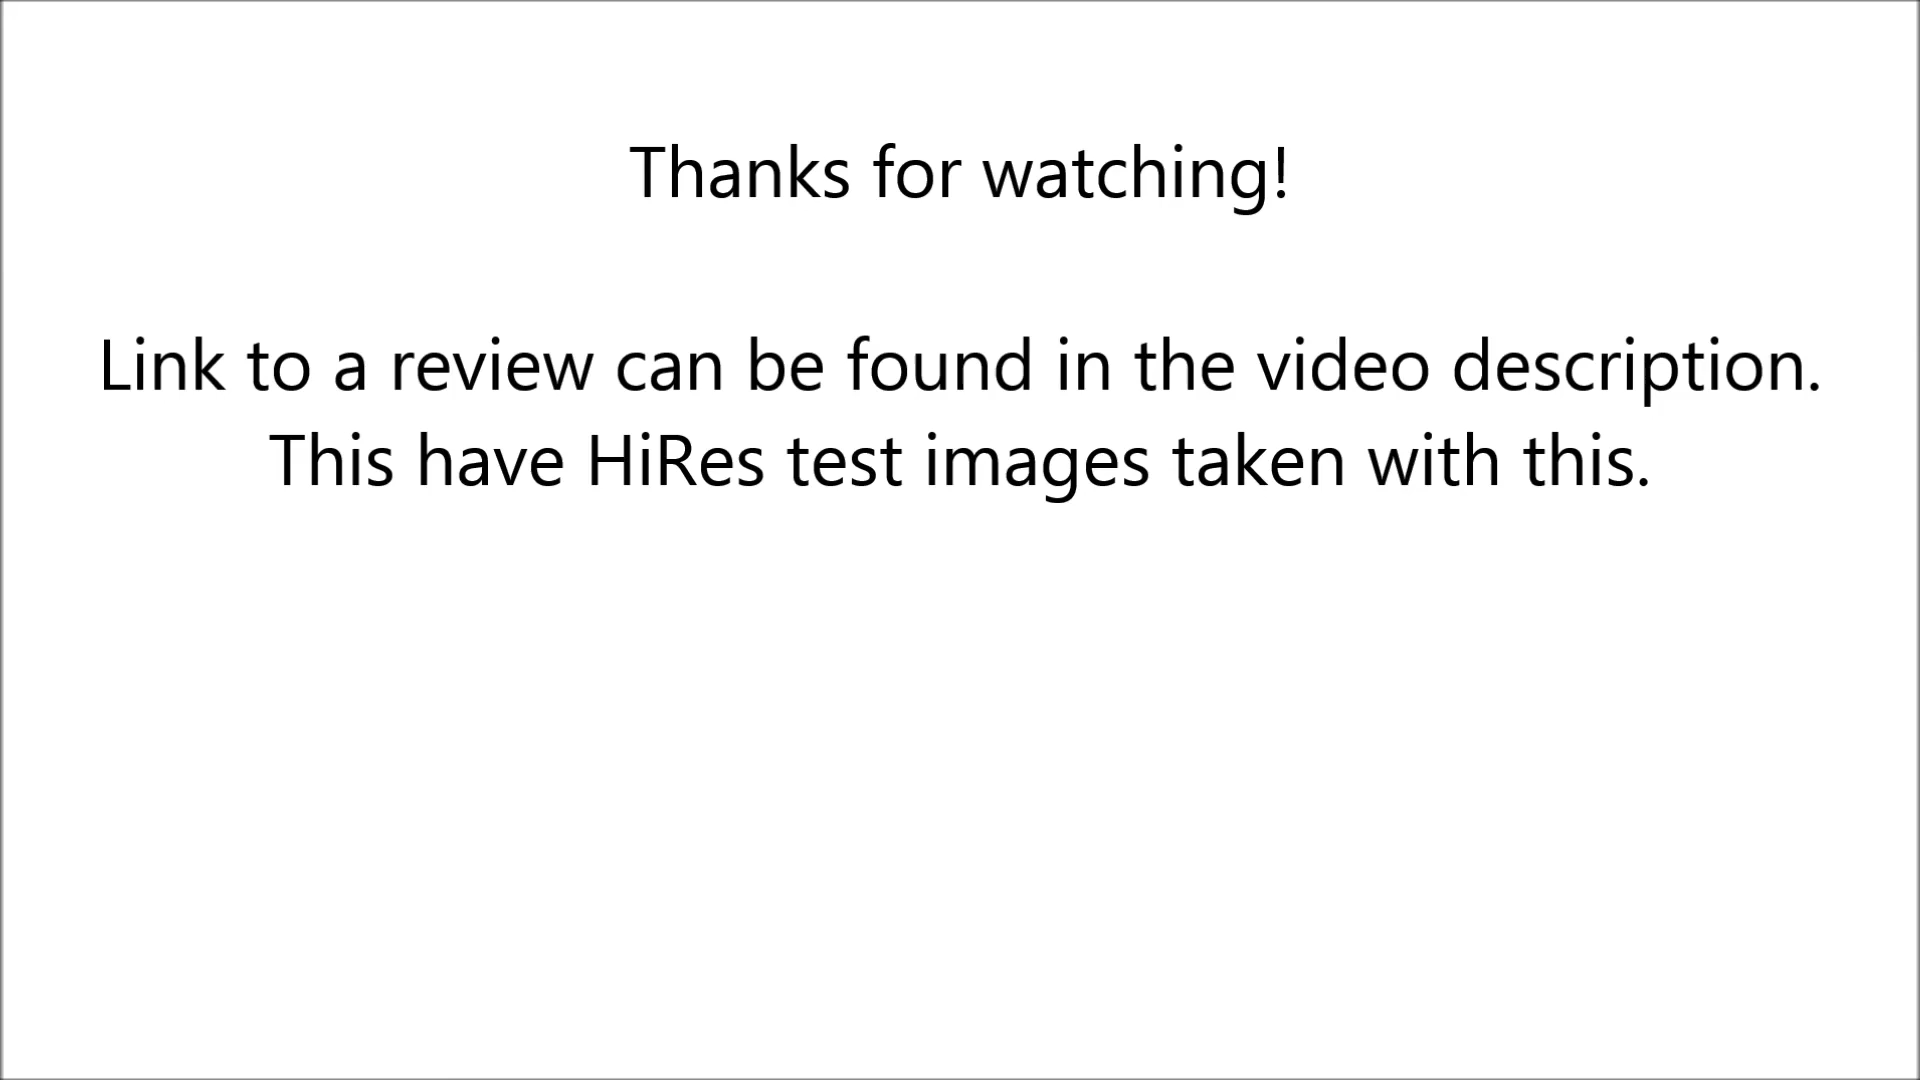 Thanks for watching!
Link to a review can be found in the video description.
This have HiRes test images taken with this.